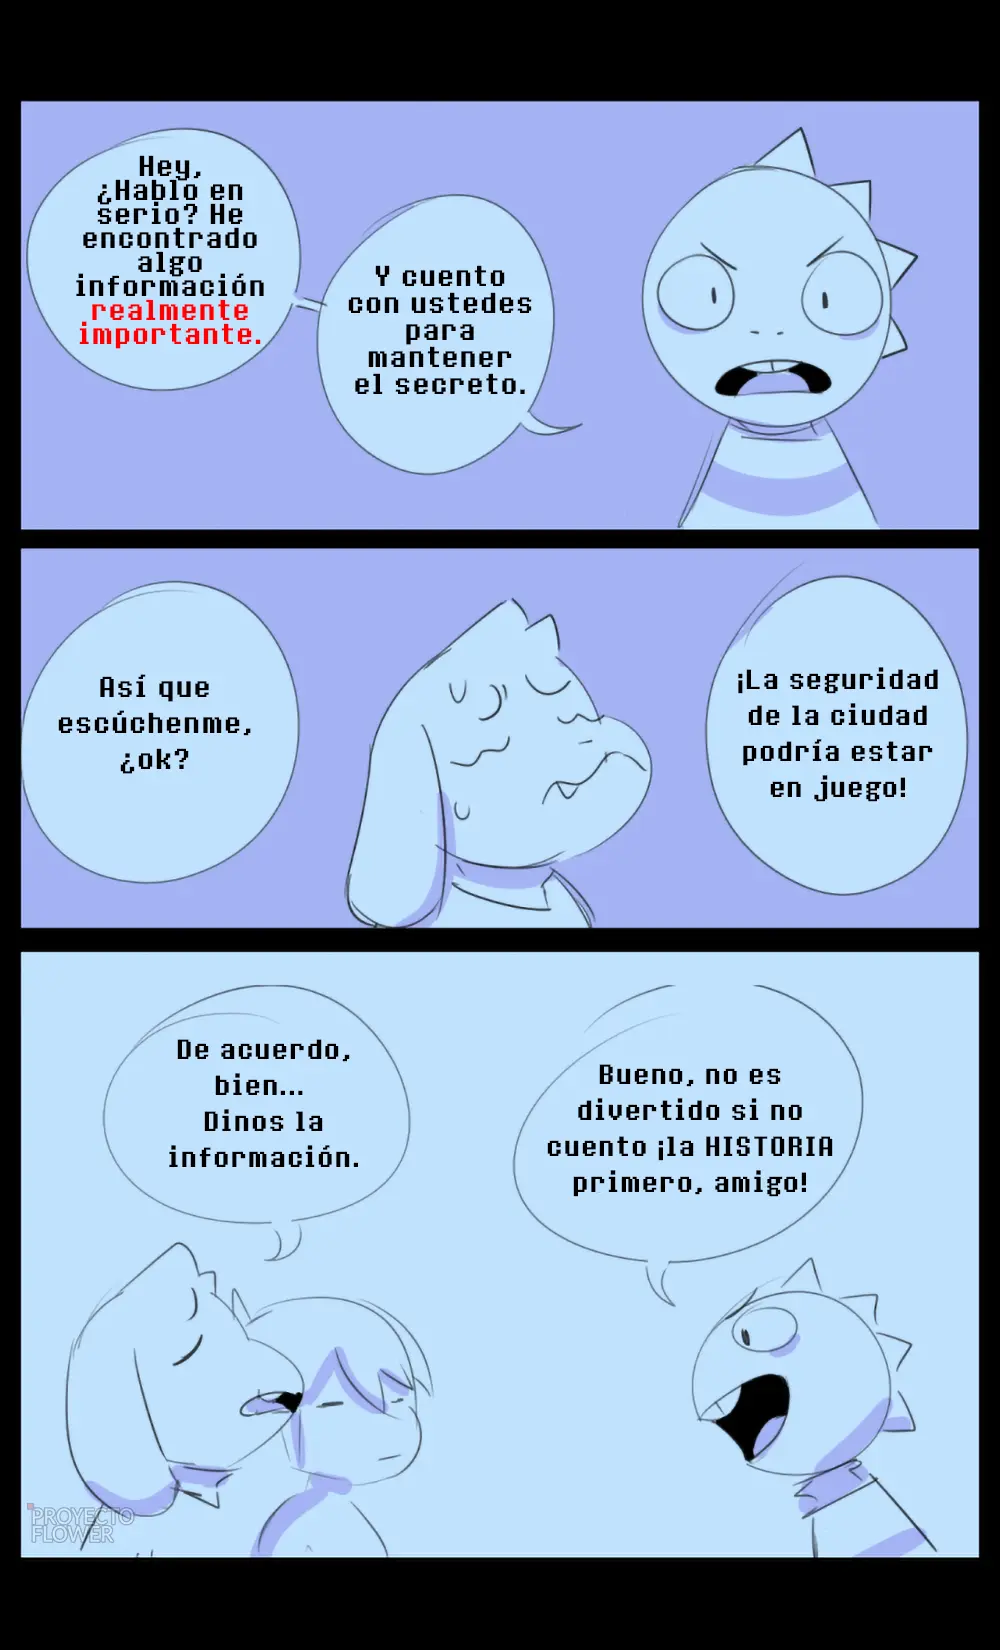 Hey,
¿Hablo en
serio? He
encontrado
algo
información
realmente
importante.
Y cuento
con ustedes
para
mantener
el secreto.
Así que
escúchenme,
¿ok?
¡La seguridad
de la ciudad
podría estar
en juego!
De acuerdo,
bien...
Dinos la
información.
Bueno, no es
divertido si no
cuento ¡la HISTORIA
primero, amigo!
PROYECTO
FLOWER